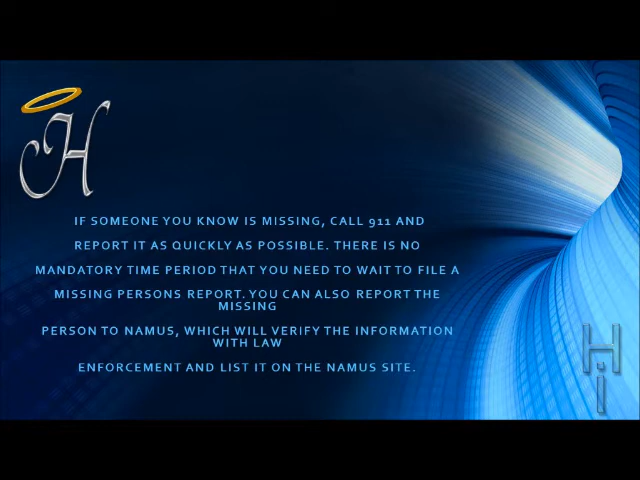 H
IF SOMEONE YOU KNOW IS MISSING, CALL 911 AND
REPORT IT AS QUICKLY AS POSSIBLE. THERE IS NO
MANDATORY TIME PERIOD THAT YOU NEED TO WAIT TO FILE A
MISSING PERSONS REPORT. YOU CAN ALSO REPORT THE
MISSING
PERSON TO NAMUS, WHICH WILL VERIFY THE INFORMATION
WITH LAW
ENFORCEMENT AND LIST IT ON THE NAMUS SITE.